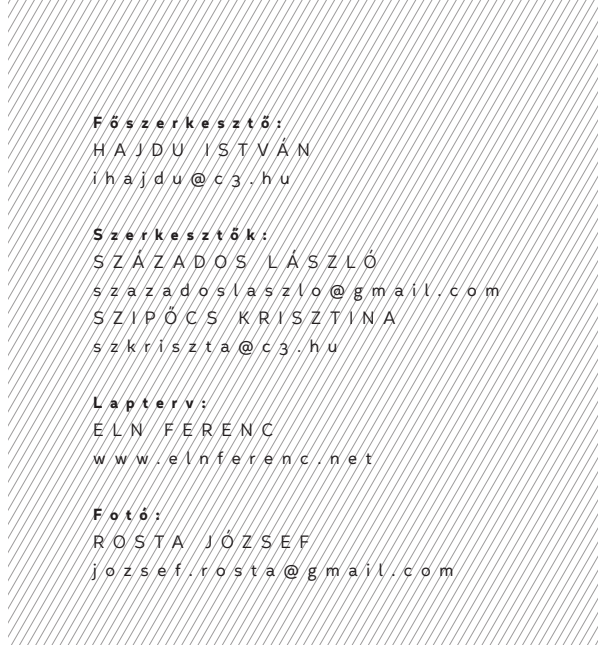 Főszerkesztő:
HAJDU ISTVÁN
ihajdu@c3.hu
Szerkesztők:
SZÁZADOS LÁSZLÓ
szazadoslaszlo@gmail.com
SZIPŐCS KRISZTINA
szkriszta@c3.hu
Lapterv:
ELN FERENC
www.elnferenc.net
Fotó:
ROSTA JÓZSEF
jozsef.rosta@gmail.com